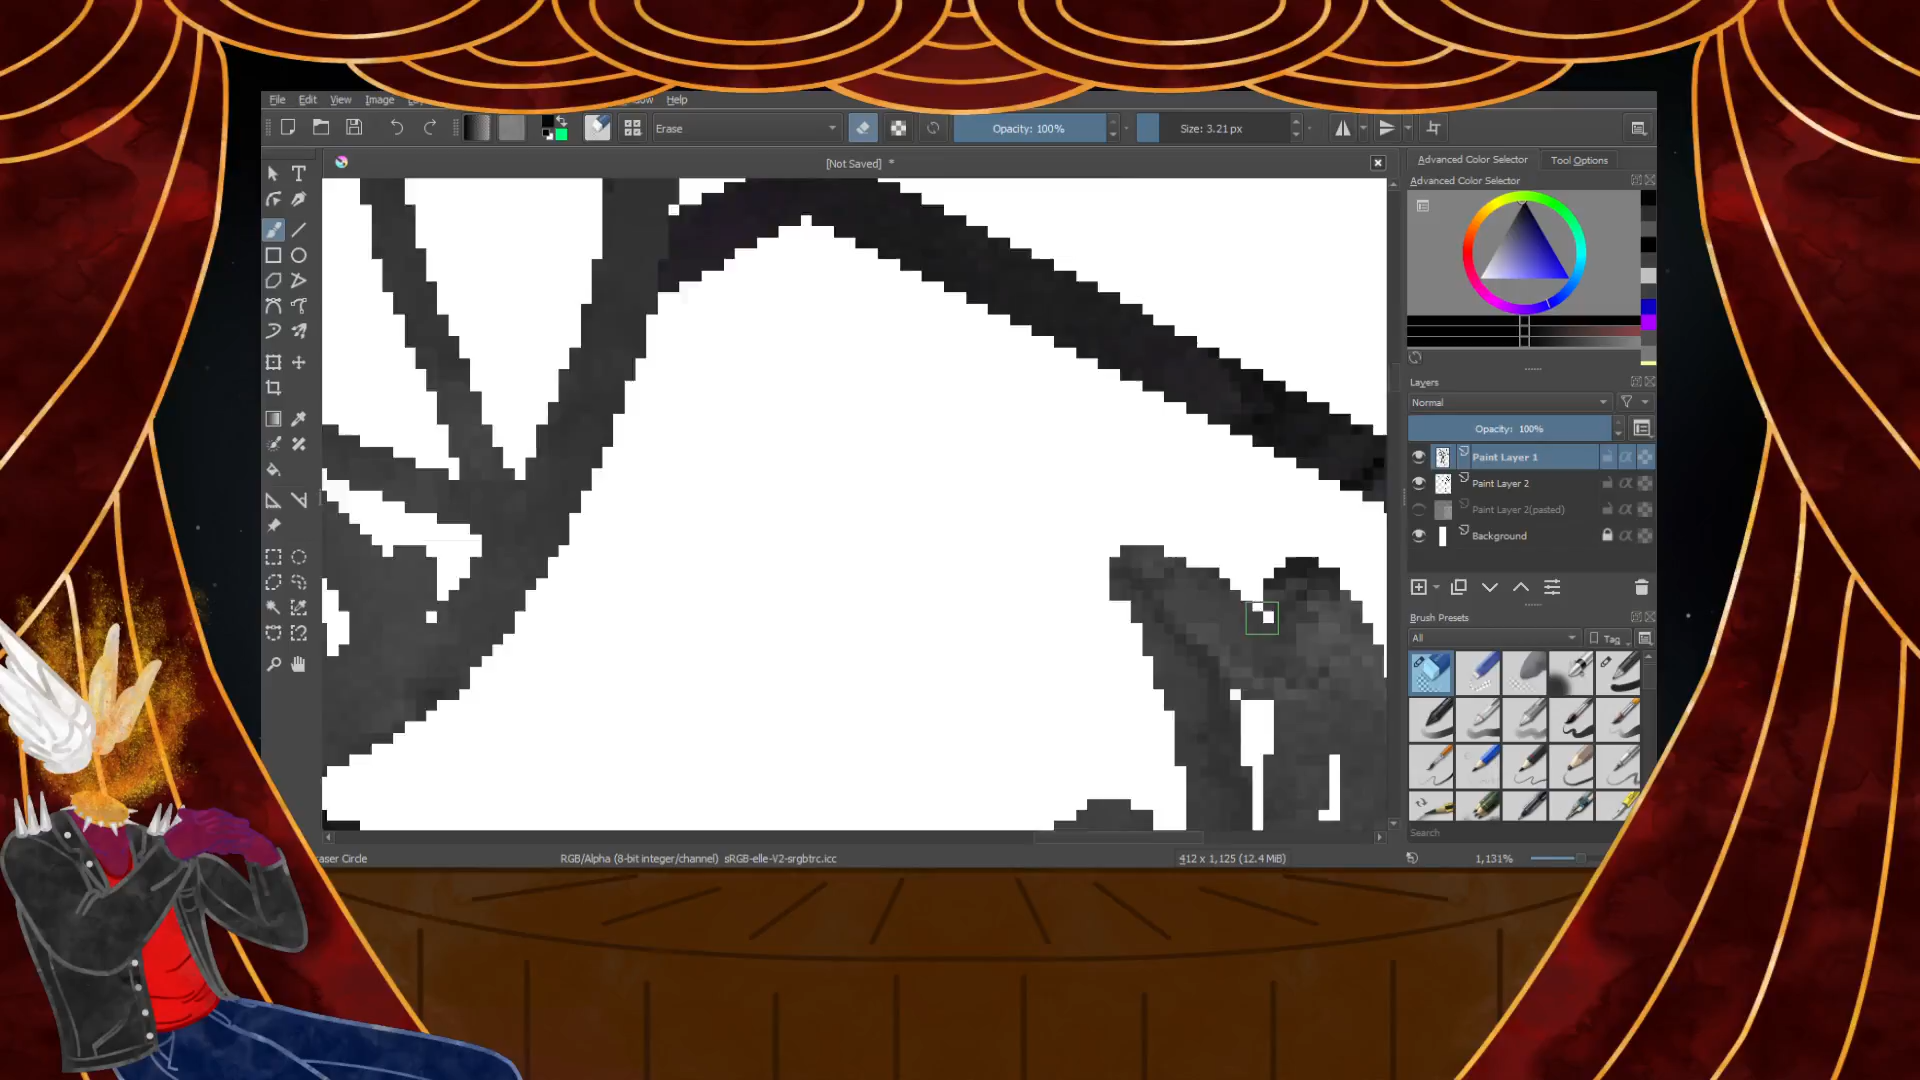 File Edit View Image Help
Erase Opacity: 100% Size: 3.21 px
[Not Saved] *
Advanced Color Selector Tool Options
Advanced Color Selector
Layers
Normal
Opacity: 100%
Paint Layer 1
Paint Layer 2
Paint Layer 2(pasted)
Background
Brush Presets
All Tag
Search
Circle RGB/Alpha (8-bit integer/channel) sRGB-elle-V2-srgbtrc.icc 412 x 1,125 (12.4 MiB) 1,131%